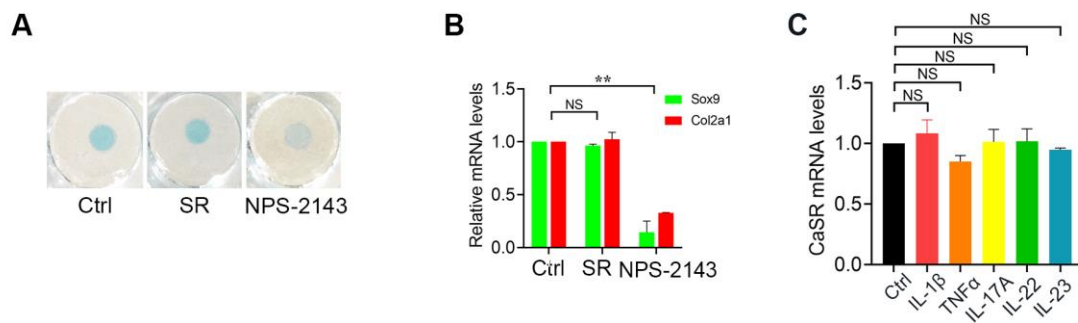 A
Ctrl
SR
NPS-2143
B
Relative mRNA levels
1.5
1.0
0.5
0.0
**
NS
Sox9
Col2a1
Ctrl
SR
NPS-2143
C
CaSR mRNA levels
1.5
1.0
0.5
0.0
NS
NS
NS
NS
NS
Ctrl
IL-1β
TNFα
IL-17A
IL-22
IL-23